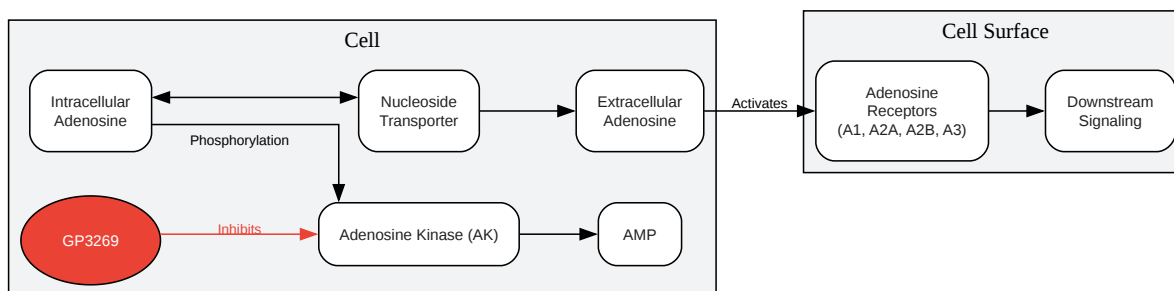 Cell
Cell Surface
Intracellular
Adenosine
Nucleoside
Transporter
Extracellular
Adenosine
Activates
Adenosine
Receptors
(A1, A2A, A2B, A3)
Downstream
Signaling
Phosphorylation
GP3269
Inhibits
Adenosine Kinase (AK)
AMP